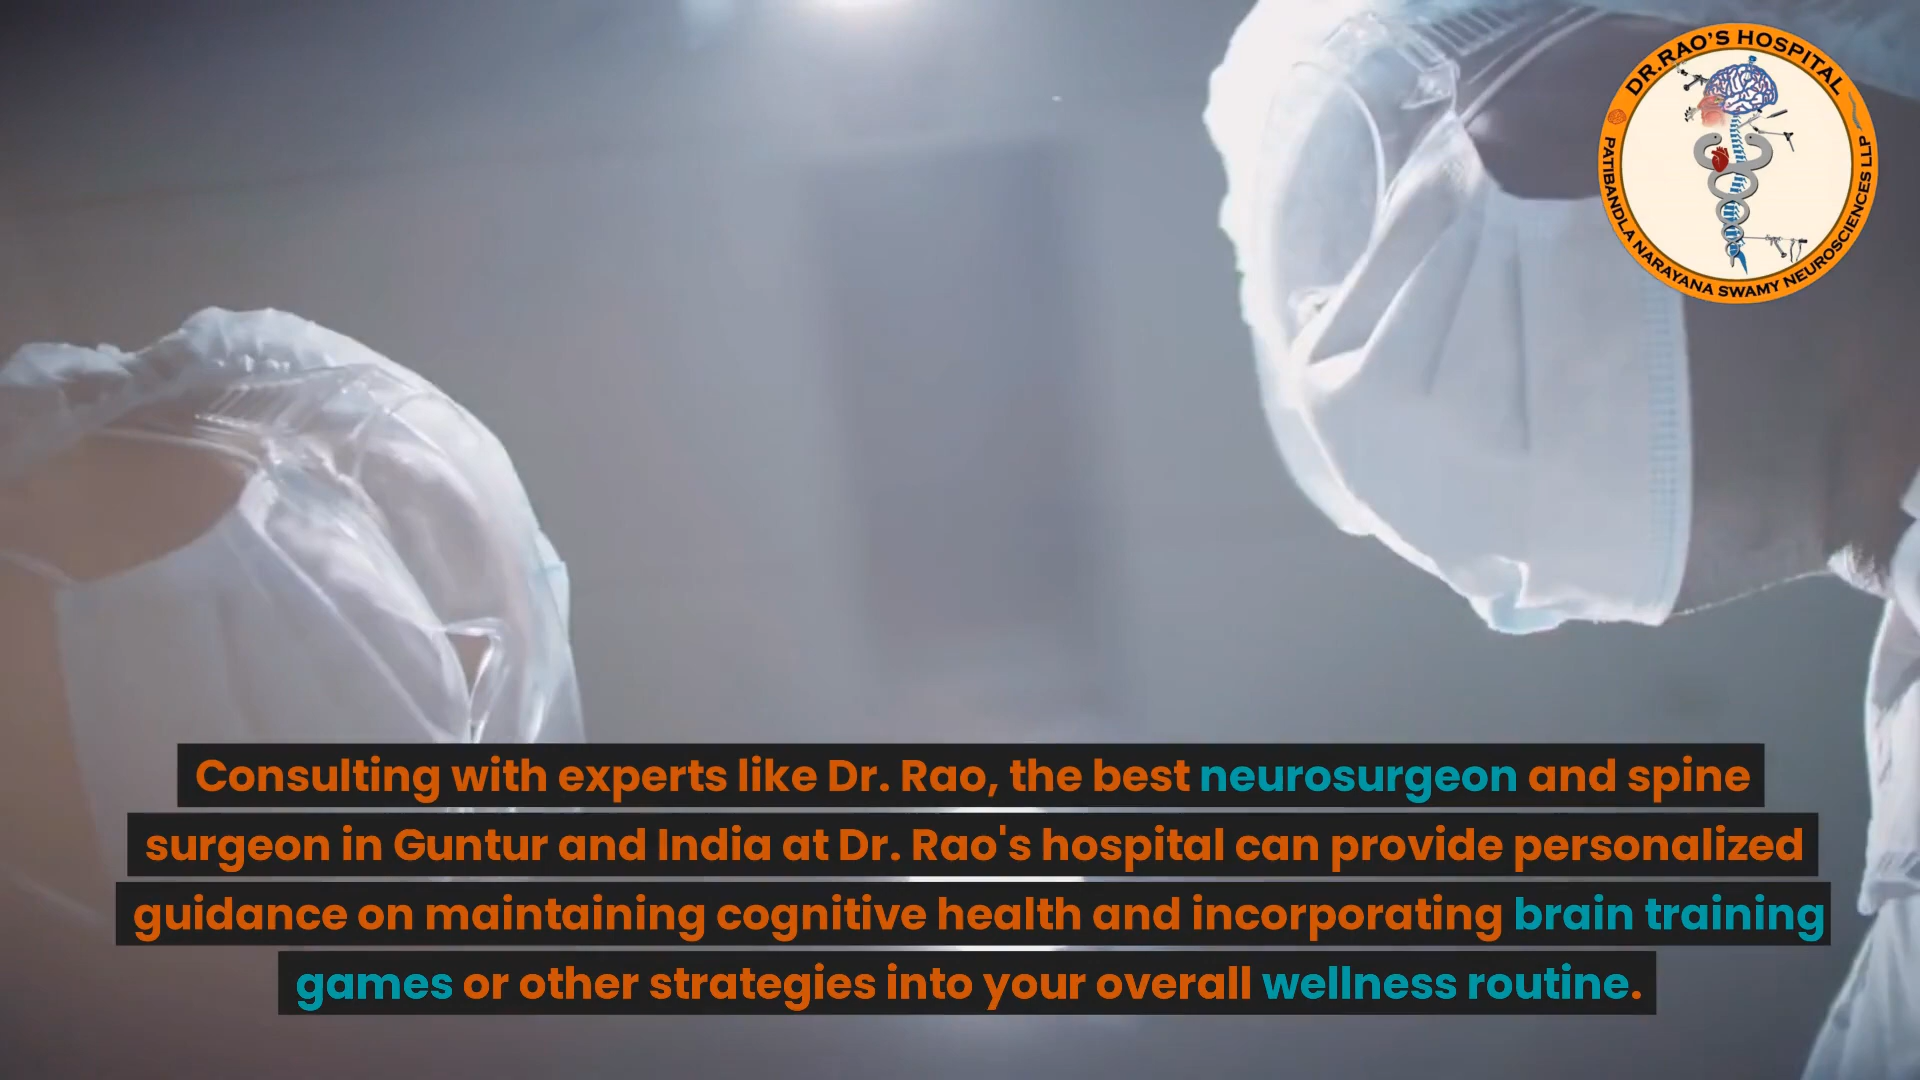 DR.RAO'S HOSPITAL
PATIBANDLA NARAYANA SWAMY NEUROSCIENCES LLP
Consulting with experts like Dr. Rao, the best neurosurgeon and spine
surgeon in Guntur and India at Dr. Rao's hospital can provide personalized
guidance on maintaining cognitive health and incorporating brain training
games or other strategies into your overall wellness routine.